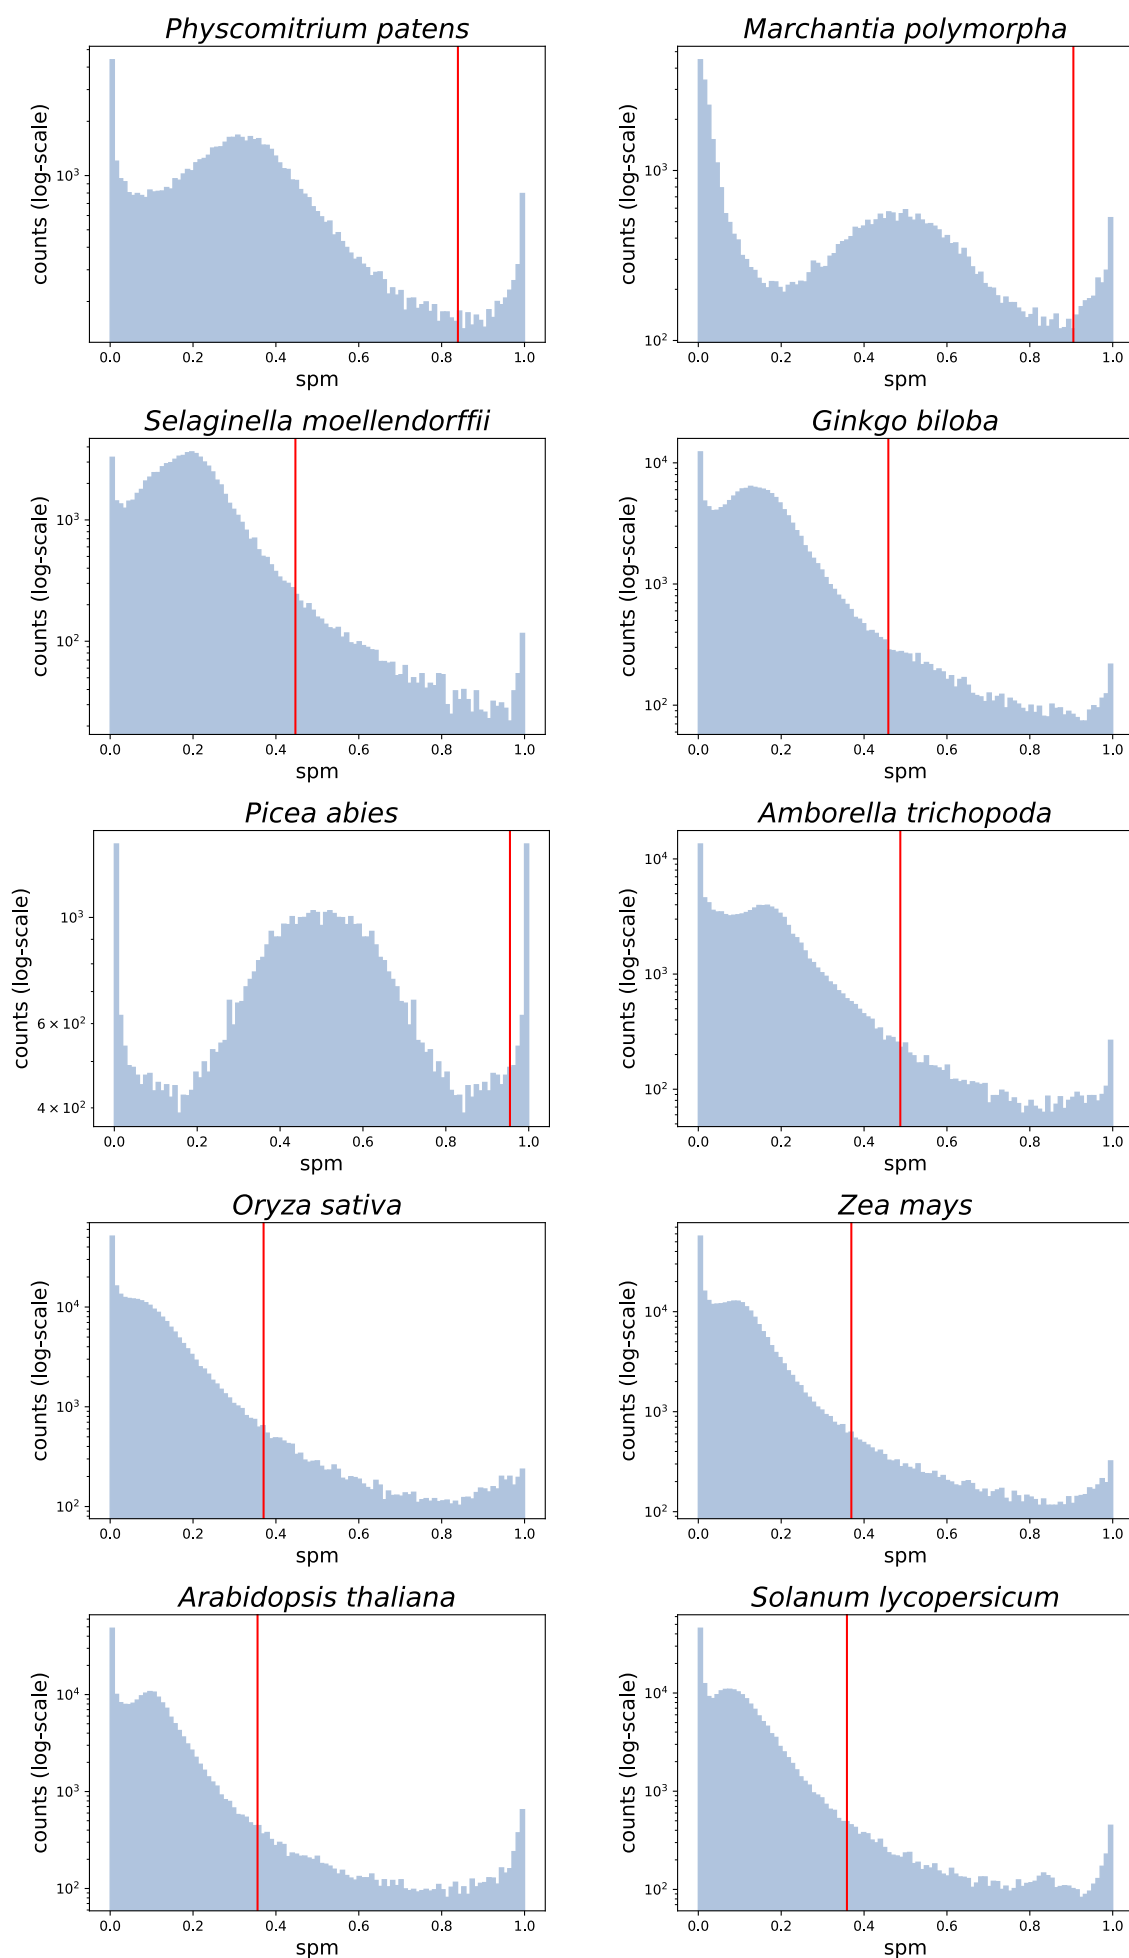 Physcomitrium patens
counts (log-scale)
10³
0.0 0.2 0.4 0.6 0.8 1.0
spm
Marchantia polymorpha
counts (log-scale)
10³
10²
0.0 0.2 0.4 0.6 0.8 1.0
spm
Selaginella moellendorffii
counts (log-scale)
10³
10²
0.0 0.2 0.4 0.6 0.8 1.0
spm
Ginkgo biloba
counts (log-scale)
10⁴
10³
10²
0.0 0.2 0.4 0.6 0.8 1.0
spm
Picea abies
counts (log-scale)
10³
6 × 10²
4 × 10²
0.0 0.2 0.4 0.6 0.8 1.0
spm
Amborella trichopoda
counts (log-scale)
10⁴
10³
10²
0.0 0.2 0.4 0.6 0.8 1.0
spm
Oryza sativa
counts (log-scale)
10⁴
10³
10²
0.0 0.2 0.4 0.6 0.8 1.0
spm
Zea mays
counts (log-scale)
10⁴
10³
10²
0.0 0.2 0.4 0.6 0.8 1.0
spm
Arabidopsis thaliana
counts (log-scale)
10⁴
10³
10²
0.0 0.2 0.4 0.6 0.8 1.0
spm
Solanum lycopersicum
counts (log-scale)
10⁴
10³
10²
0.0 0.2 0.4 0.6 0.8 1.0
spm